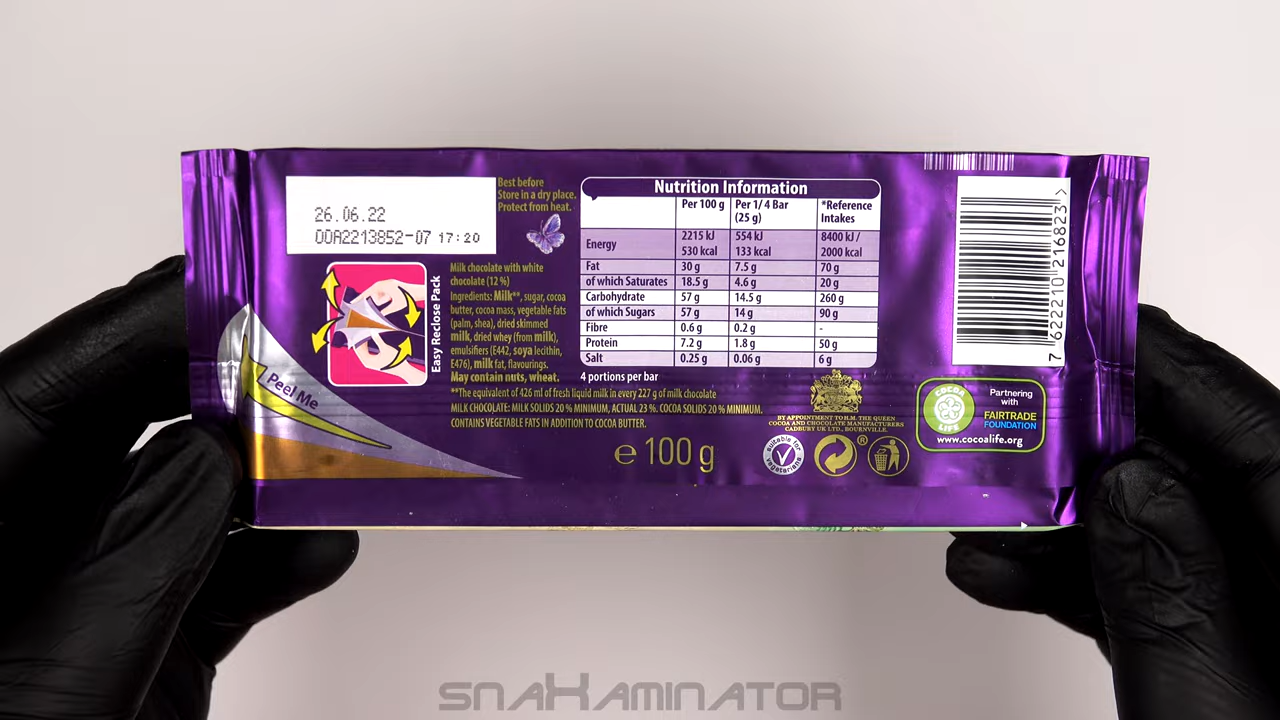 26.06.22
OOA2213852-07 17:20
Best before
Store in a dry place.
Protect from heat.
Easy Reclose Pack
Peel Me
Milk chocolate with white
chocolate (12 %)
Ingredients: Milk**, sugar, cocoa
butter, cocoa mass, vegetable fats
(palm, shea), dried skimmed
milk, dried whey (from milk),
emulsifiers (E442, soya lecithin,
E476), milk fat, flavourings.
May contain nuts, wheat.
**The equivalent of 426 ml of fresh liquid milk in every 227 g of milk chocolate
MILK CHOCOLATE: MILK SOLIDS 20 % MINIMUM, ACTUAL 23 %. COCOA SOLIDS 20 % MINIMUM.
CONTAINS VEGETABLE FATS IN ADDITION TO COCOA BUTTER.
Nutrition Information
Per 100 g Per 1/4 Bar (25 g) *Reference Intakes
Energy 2215 kJ 530 kcal 554 kJ 133 kcal 8400 kJ / 2000 kcal
Fat 30 g 7.5 g 70 g
of which Saturates 18.5 g 4.6 g 20 g
Carbohydrate 57 g 14.5 g 260 g
of which Sugars 57 g 14 g 90 g
Fibre 0.6 g 0.2 g -
Protein 7.2 g 1.8 g 50 g
Salt 0.25 g 0.06 g 6 g
4 portions per bar
BY APPOINTMENT TO H.M. THE QUEEN
COCOA AND CHOCOLATE MANUFACTURERS
CADBURY UK LTD., BOURNVILLE.
℮ 100 g
suitable for vegetarians
®
7 622210 216823 >
COCOA LIFE
Partnering
with
FAIRTRADE
FOUNDATION
www.cocoalife.org
SNAKAMINATOR